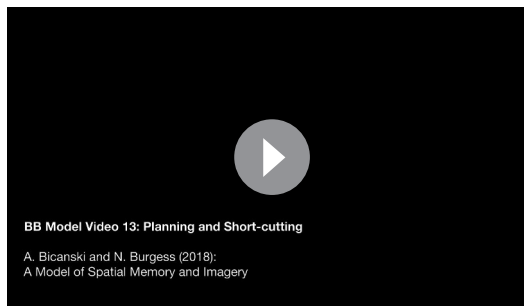 BB Model Video 13: Planning and Short-cutting
A. Bicanski and N. Burgess (2018):
A Model of Spatial Memory and Imagery